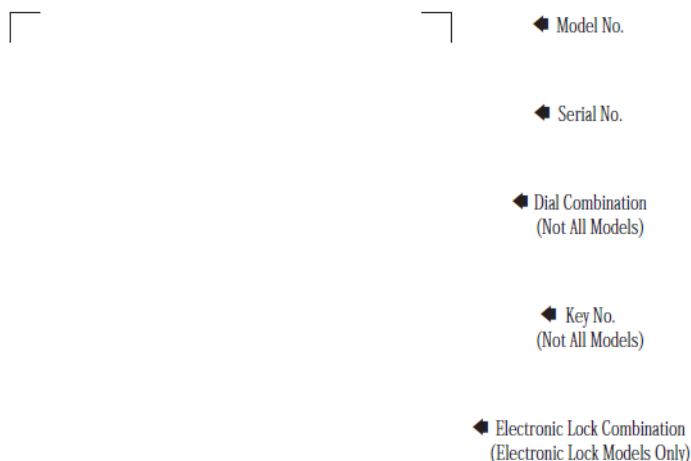 Model No.
Serial No.
Dial Combination
(Not All Models)
Key No.
(Not All Models)
Electronic Lock Combination
(Electronic Lock Models Only)